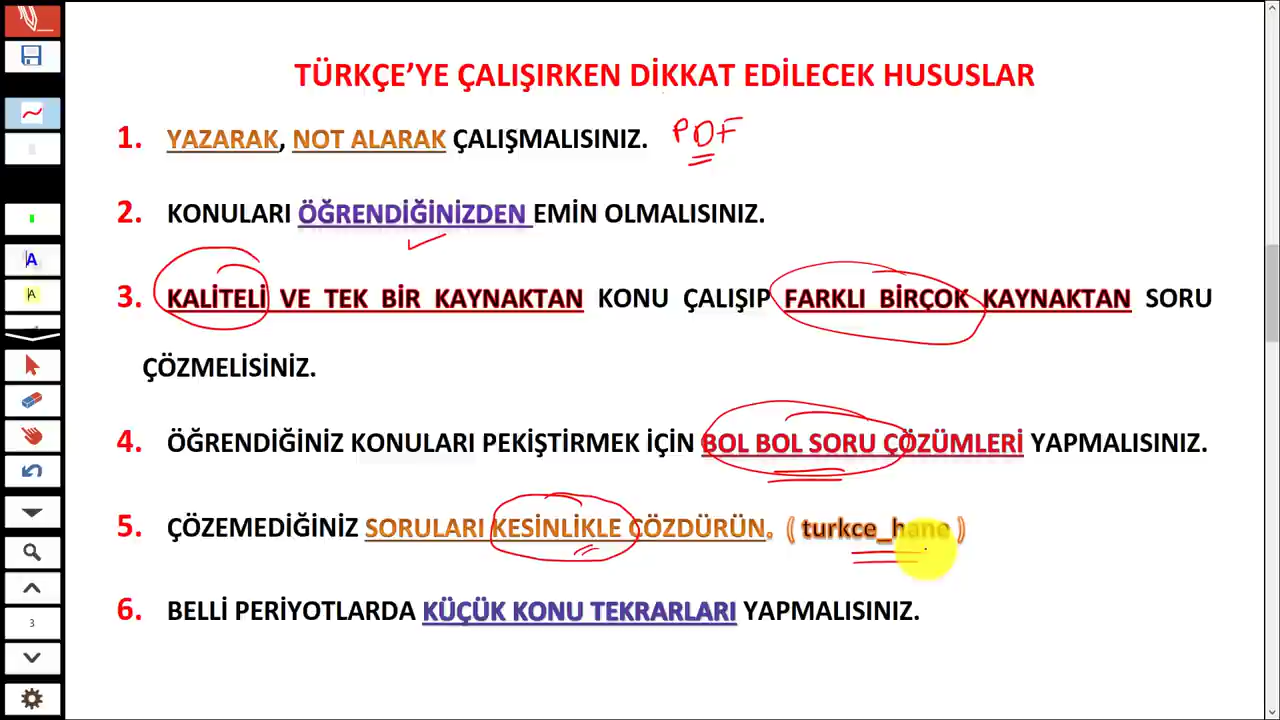 TÜRKÇE’YE ÇALIŞIRKEN DİKKAT EDİLECEK HUSUSLAR
1. YAZARAK, NOT ALARAK ÇALIŞMALISINIZ. PDF
2. KONULARI ÖĞRENDİĞİNİZDEN EMİN OLMALISINIZ.
3. KALİTELİ VE TEK BİR KAYNAKTAN KONU ÇALIŞIP FARKLI BİRÇOK KAYNAKTAN SORU
ÇÖZMELİSİNİZ.
4. ÖĞRENDİĞİNİZ KONULARI PEKİŞTİRMEK İÇİN BOL BOL SORU ÇÖZÜMLERİ YAPMALISINIZ.
5. ÇÖZEMEDİĞİNİZ SORULARI KESİNLİKLE ÇÖZDÜRÜN. ( turkce_hane )
6. BELLİ PERİYOTLARDA KÜÇÜK KONU TEKRARLARI YAPMALISINIZ.
A
A
3